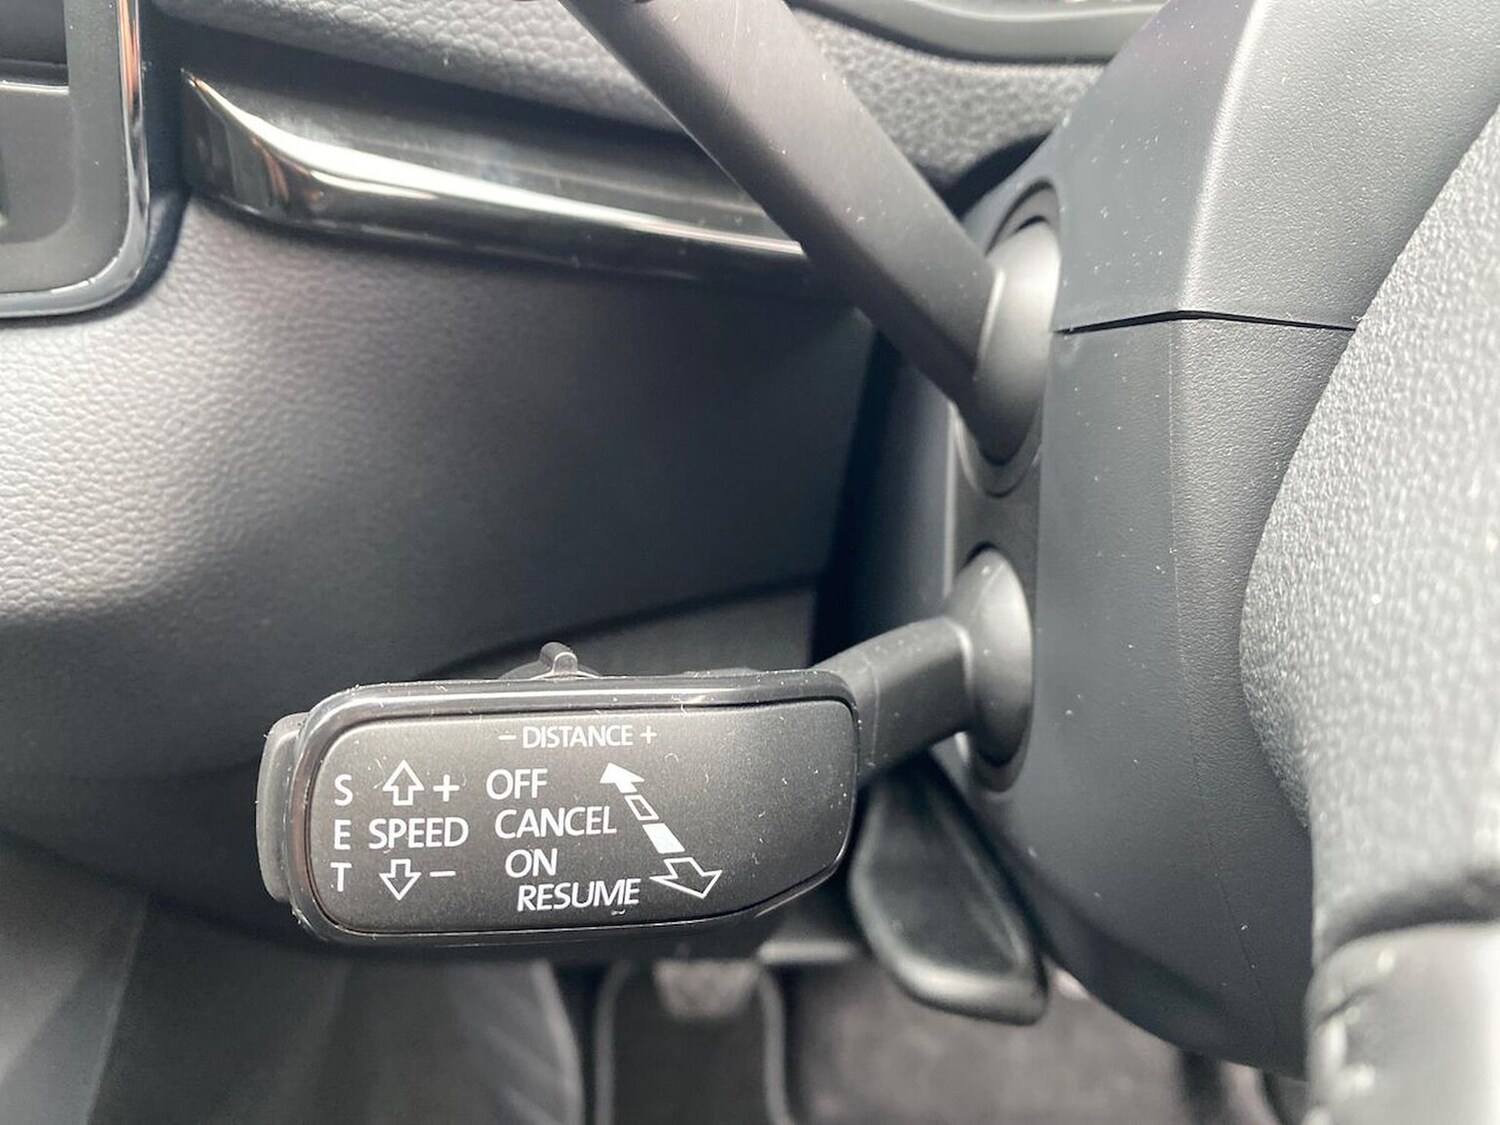 − DISTANCE +
S + OFF
E SPEED CANCEL
T − ON
RESUME